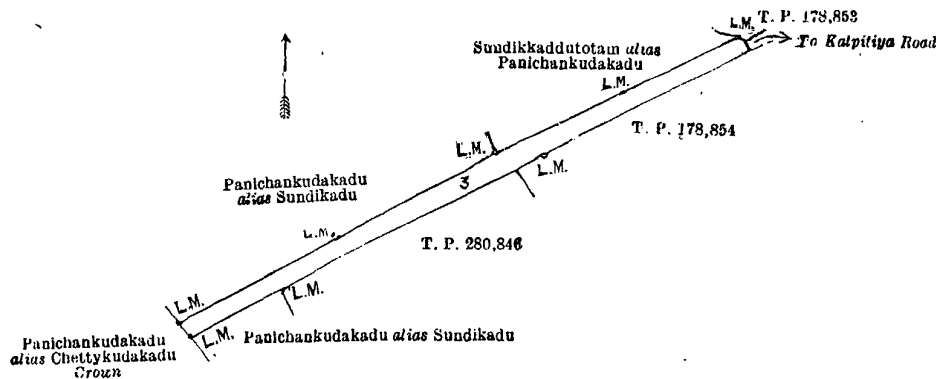 L.M. T. P. 178,853
To Kalpitiya Road
Sundikkaddutotam alias
Panichankudakadu
L.M.
T. P. 178,854
L.M.
L.M.
3
Panichankudakadu
alias Sundikadu
L.M.
T. P. 280,846
L.M.
L.M.
L.M.
Panichankudakadu alias Sundikadu
Panichankudakadu
alias Chettykudakadu
Crown